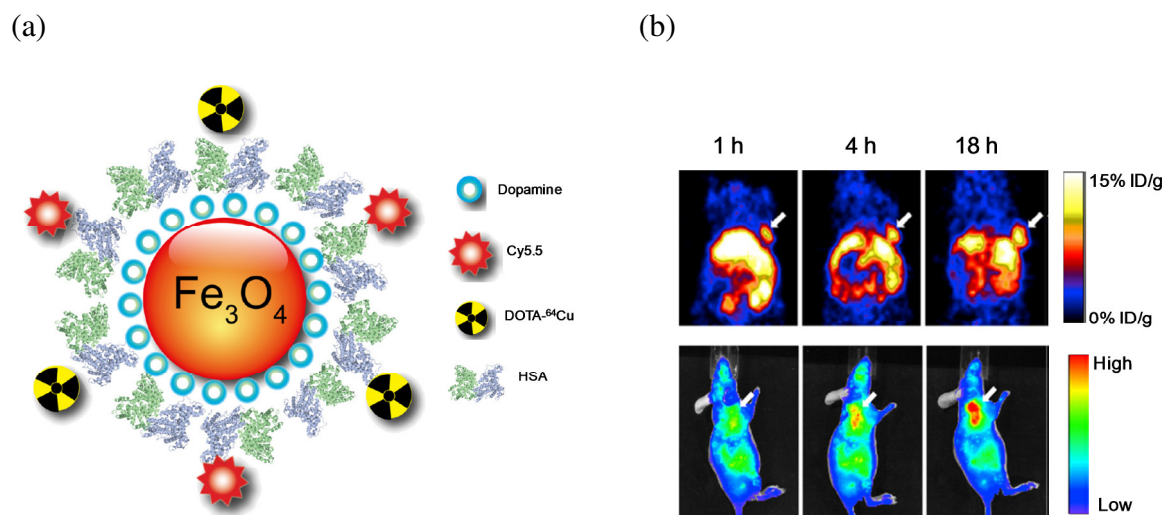 (a)
Fe₃O₄
Dopamine
Cy5.5
DOTA-⁶⁴Cu
HSA
(b)
1 h 4 h 18 h
15% ID/g
0% ID/g
High
Low